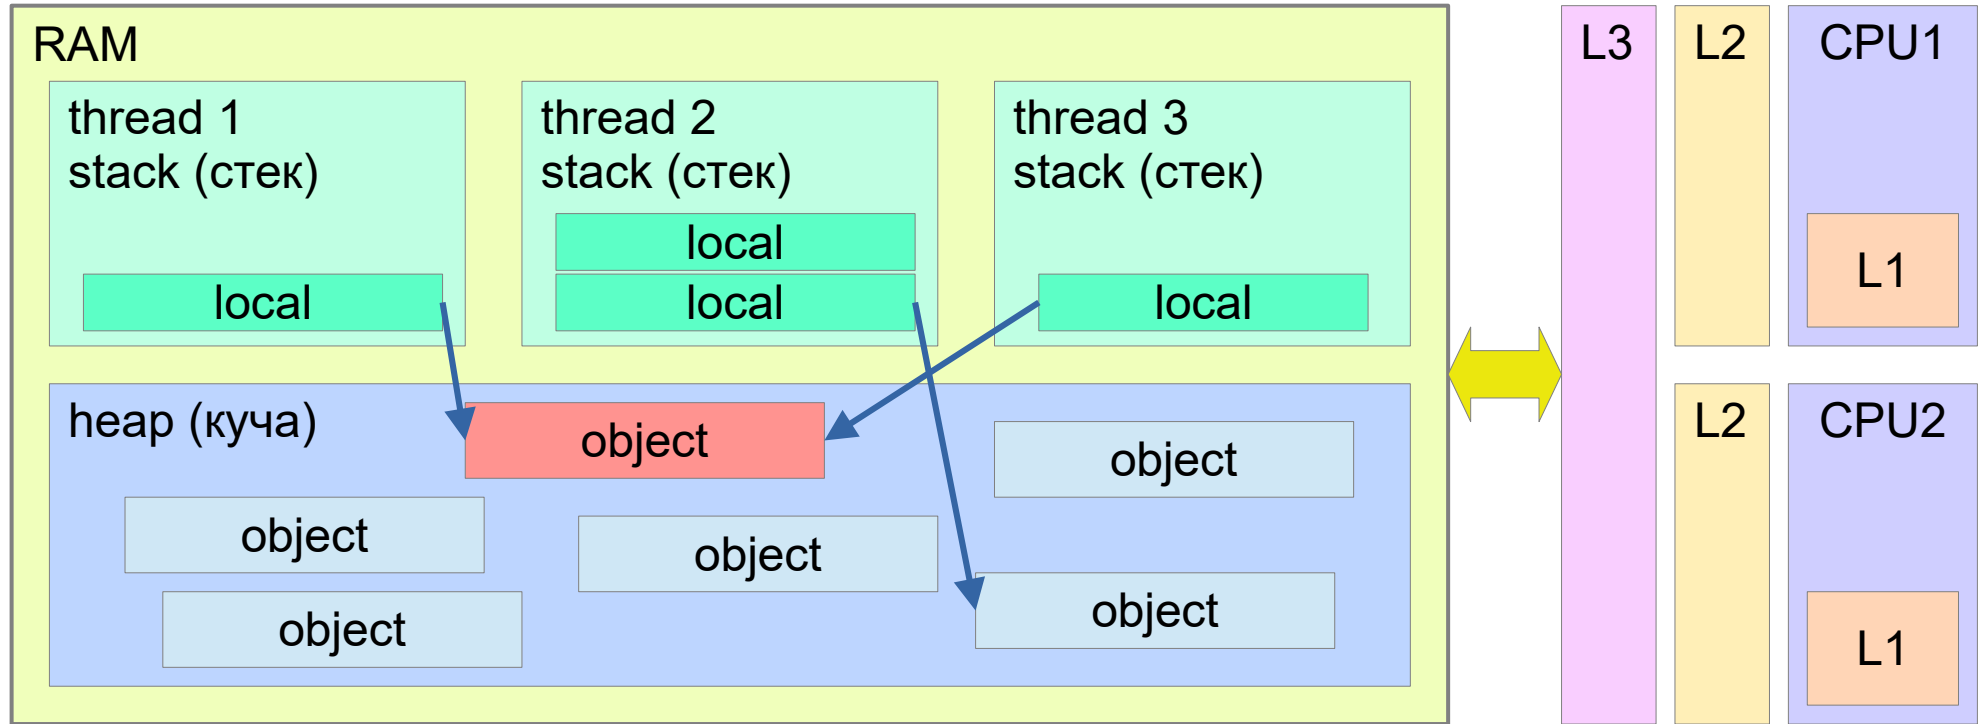 RAM
thread 1
stack (стек)
local
thread 2
stack (стек)
local
local
thread 3
stack (стек)
local
heap (куча)
object
object
object
object
object
object
L3
L2
CPU1
L1
L2
CPU2
L1